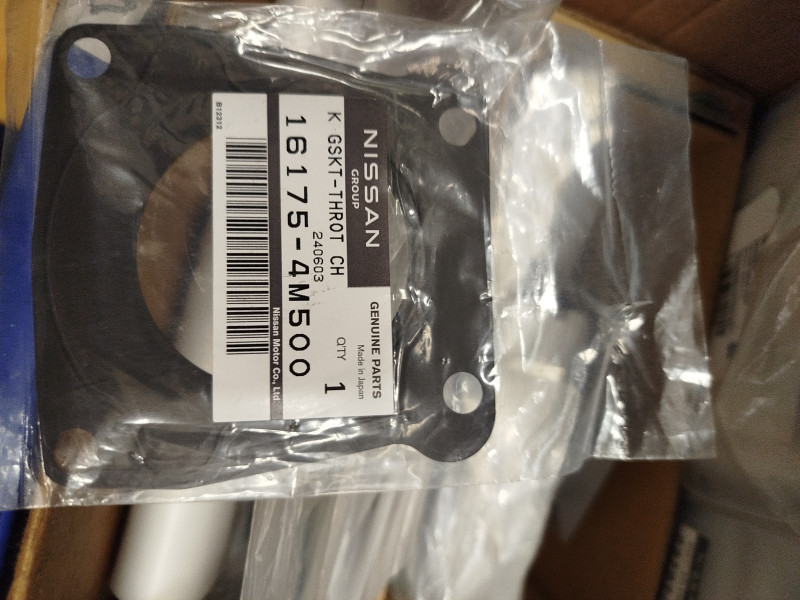 NISSAN
GROUP
GENUINE PARTS
Made in Japan
K GSKT-THROT CH
QTY 1
240603
16175-4M500
Nissan Motor Co., Ltd
B12312